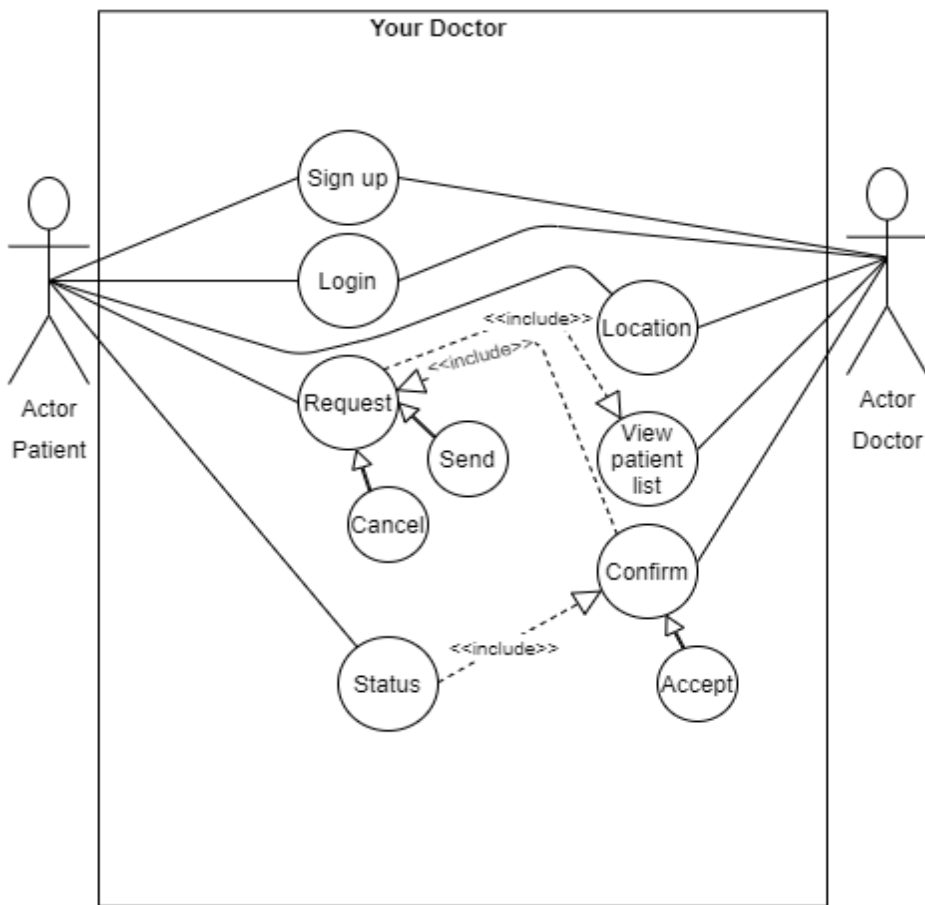 Your Doctor
Sign up
Login
Location
<<include>>
<<include>>
Request
Send
View
patient
list
Cancel
Confirm
<<include>>
Status
Accept
Actor
Patient
Actor
Doctor